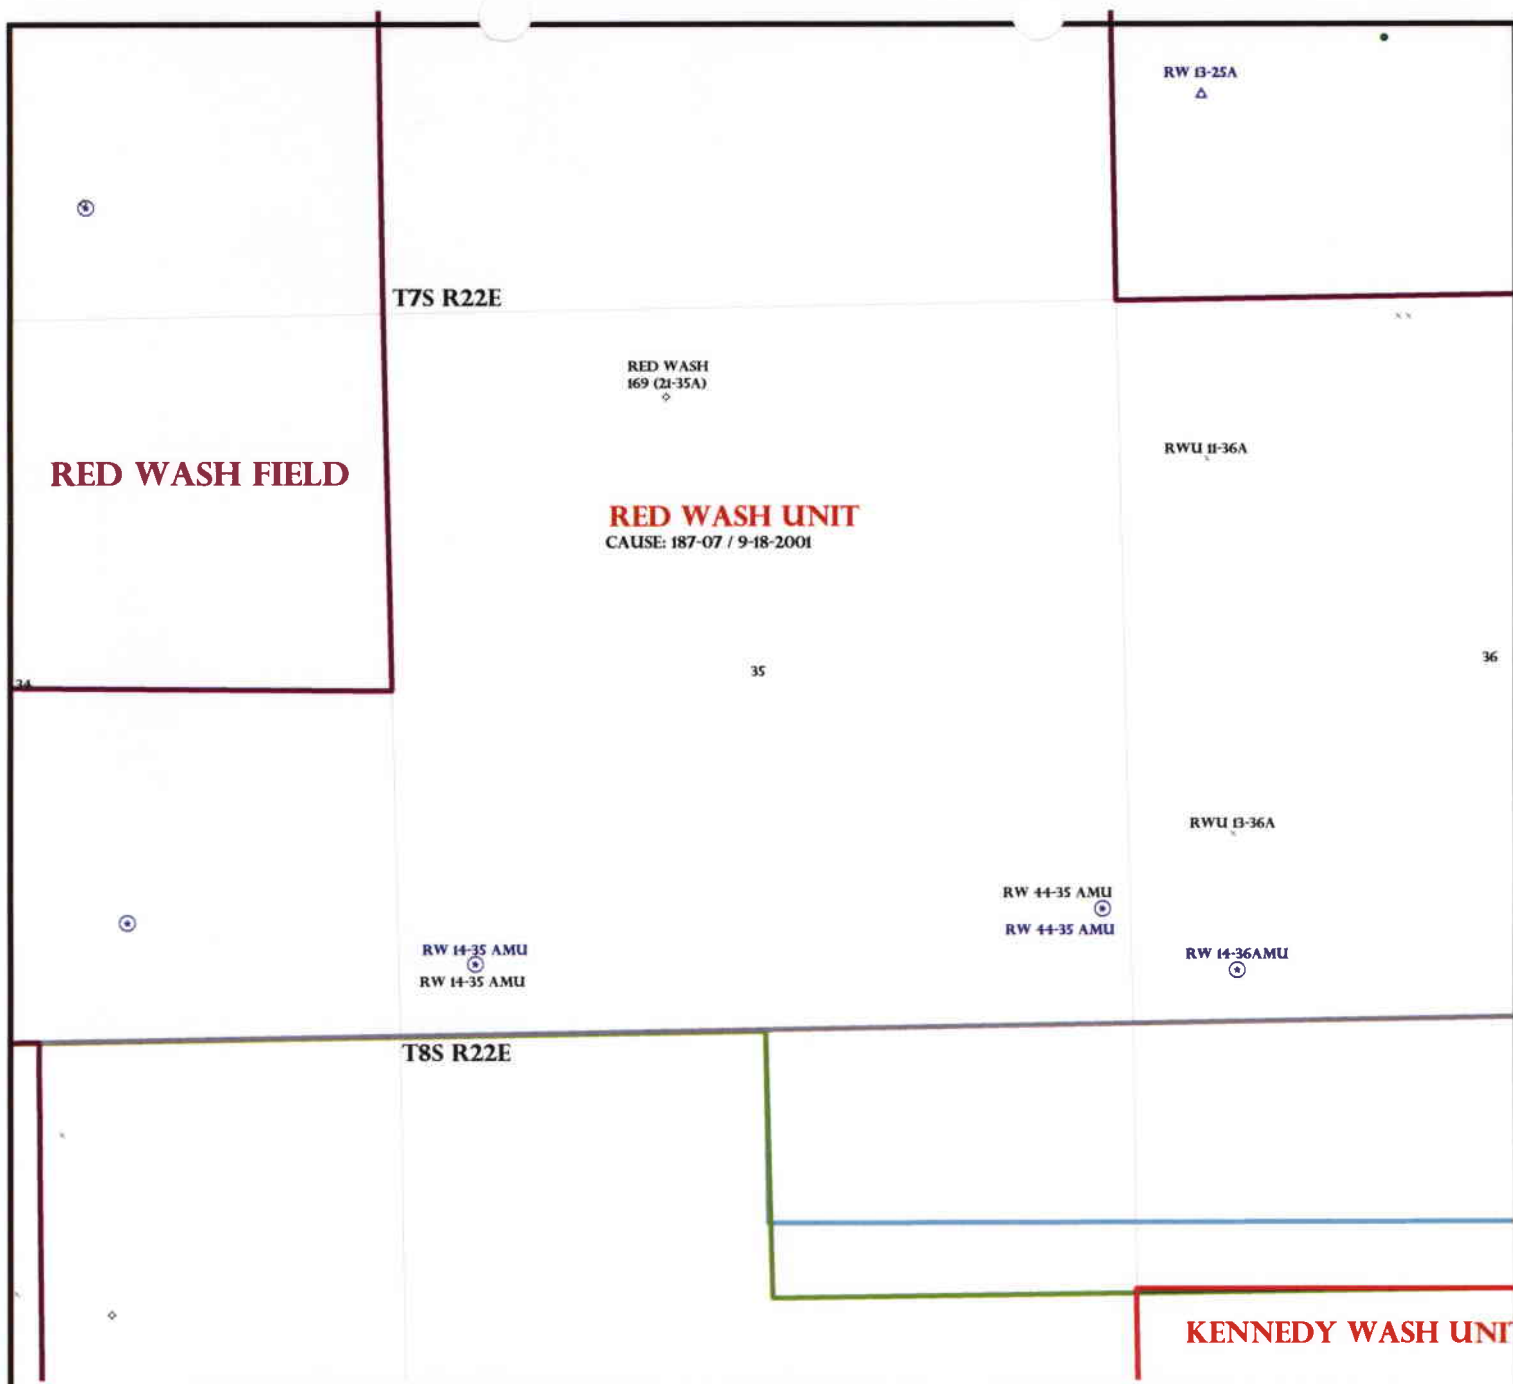 RW 13-25A
T7S R22E
RED WASH
169 (21-35A)
RWU 11-36A
RED WASH FIELD
RED WASH UNIT
CAUSE: 187-07 / 9-18-2001
34
35
36
RWU 13-36A
RW 44-35 AMU
RW 44-35 AMU
RW 14-35 AMU
RW 14-35 AMU
RW 14-36AMU
T8S R22E
KENNEDY WASH UNIT